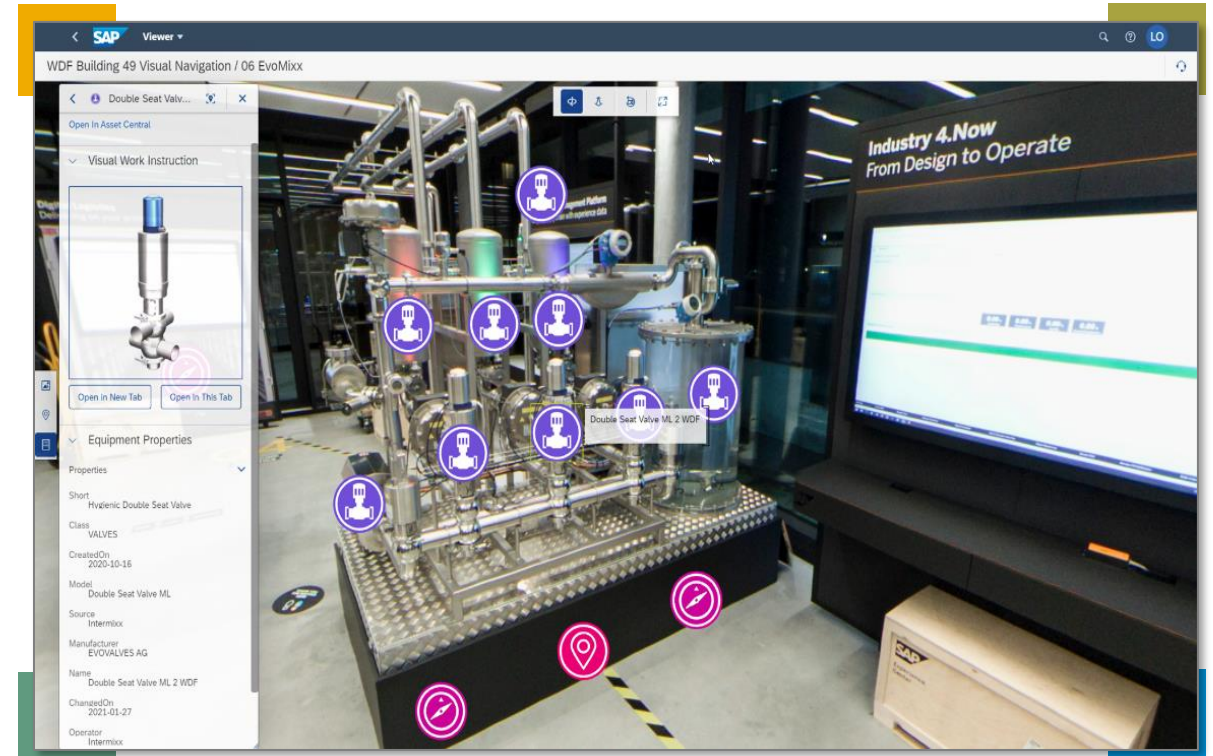 SAP Viewer
LO
WDF Building 49 Visual Navigation / 06 EvoMixx
Double Seat Valv...
Open In Asset Central
Visual Work Instruction
Open in New Tab
Open In This Tab
Equipment Properties
Properties
Short
Hygienic Double Seat Valve
Class
VALVES
CreatedOn
2020-10-16
Model
Double Seat Valve ML
Source
Intermixx
Manufacturer
EVOVALVES AG
Name
Double Seat Valve ML 2 WDF
ChangedOn
2021-01-27
Operator
Intermixx
Double Seat Valve ML 2 WDF
Industry 4.Now
From Design to Operate
SAP
Experience
Center